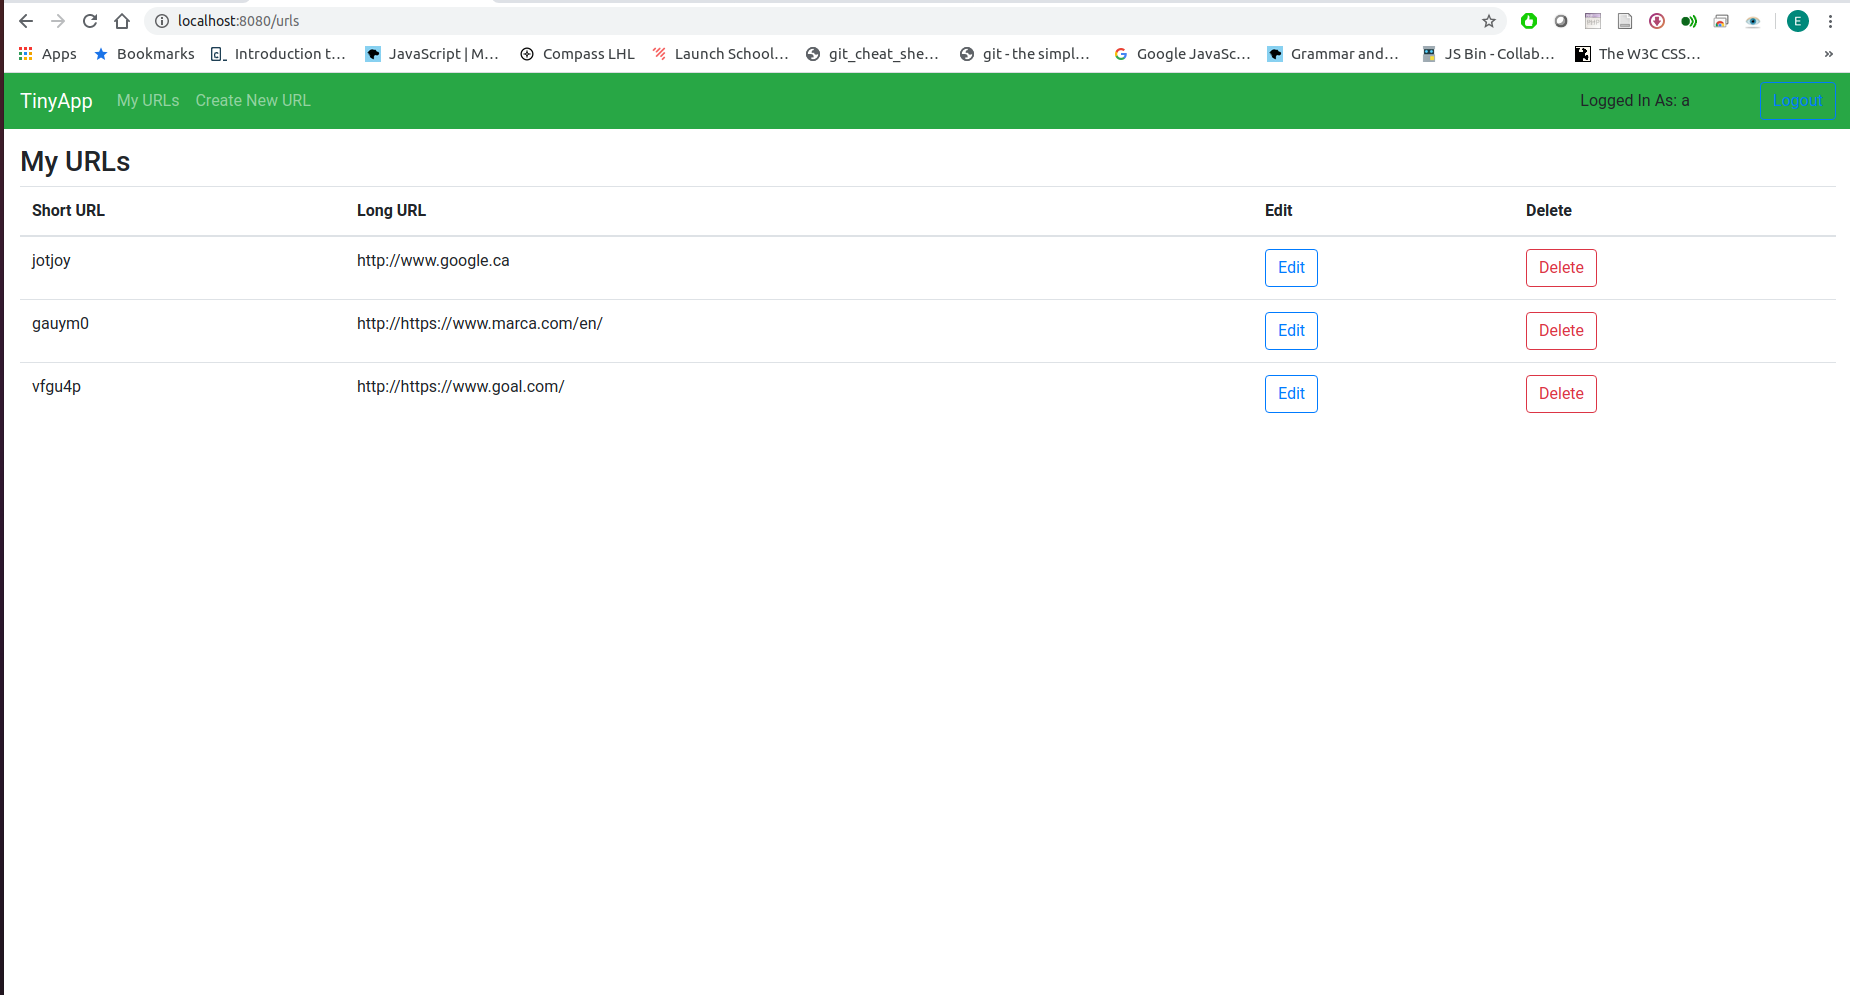 localhost:8080/urls
E
Apps Bookmarks Introduction t... JavaScript | M... Compass LHL Launch School... git_cheat_she... git - the simpl... Google JavaSc... Grammar and... JS Bin - Collab... The W3C CSS... »
TinyApp My URLs Create New URL Logged In As: a Logout
My URLs
Short URL Long URL Edit Delete
jotjoy http://www.google.ca Edit Delete
gauym0 http://https://www.marca.com/en/ Edit Delete
vfgu4p http://https://www.goal.com/ Edit Delete